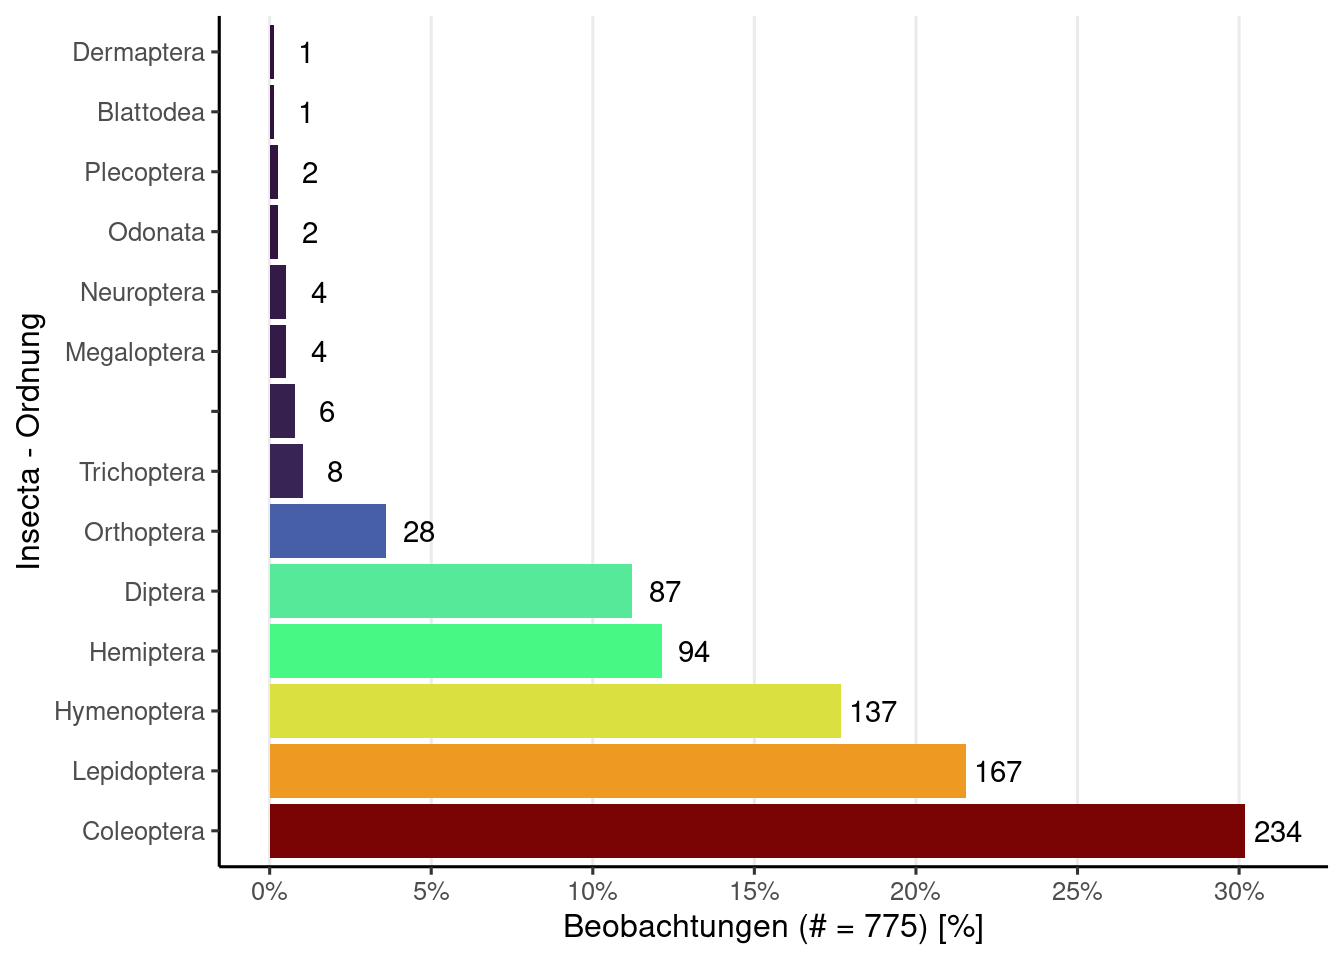 Insecta - Ordnung
Dermaptera 1
Blattodea 1
Plecoptera 2
Odonata 2
Neuroptera 4
Megaloptera 4
6
Trichoptera 8
Orthoptera 28
Diptera 87
Hemiptera 94
Hymenoptera 137
Lepidoptera 167
Coleoptera 234
0% 5% 10% 15% 20% 25% 30%
Beobachtungen (# = 775) [%]